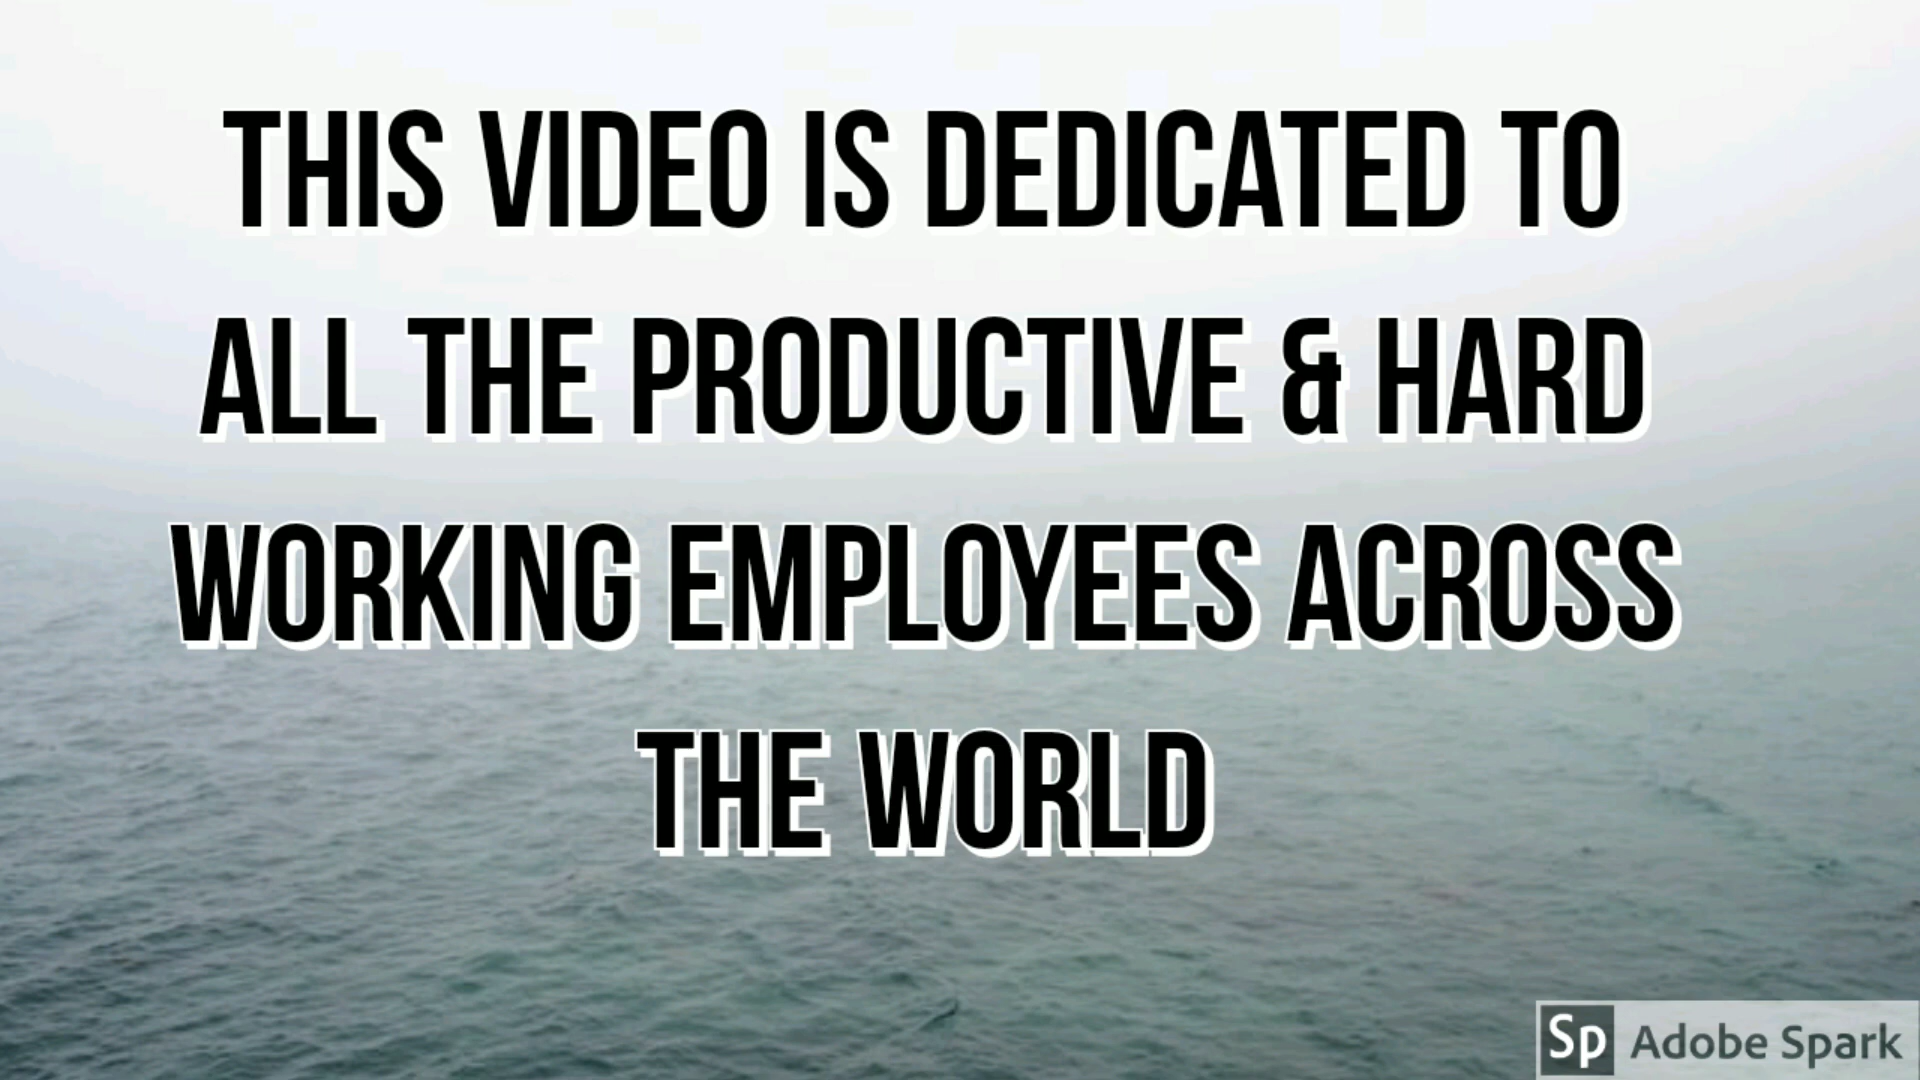 THIS VIDEO IS DEDICATED TO
ALL THE PRODUCTIVE & HARD
WORKING EMPLOYEES ACROSS
THE WORLD
Sp Adobe Spark